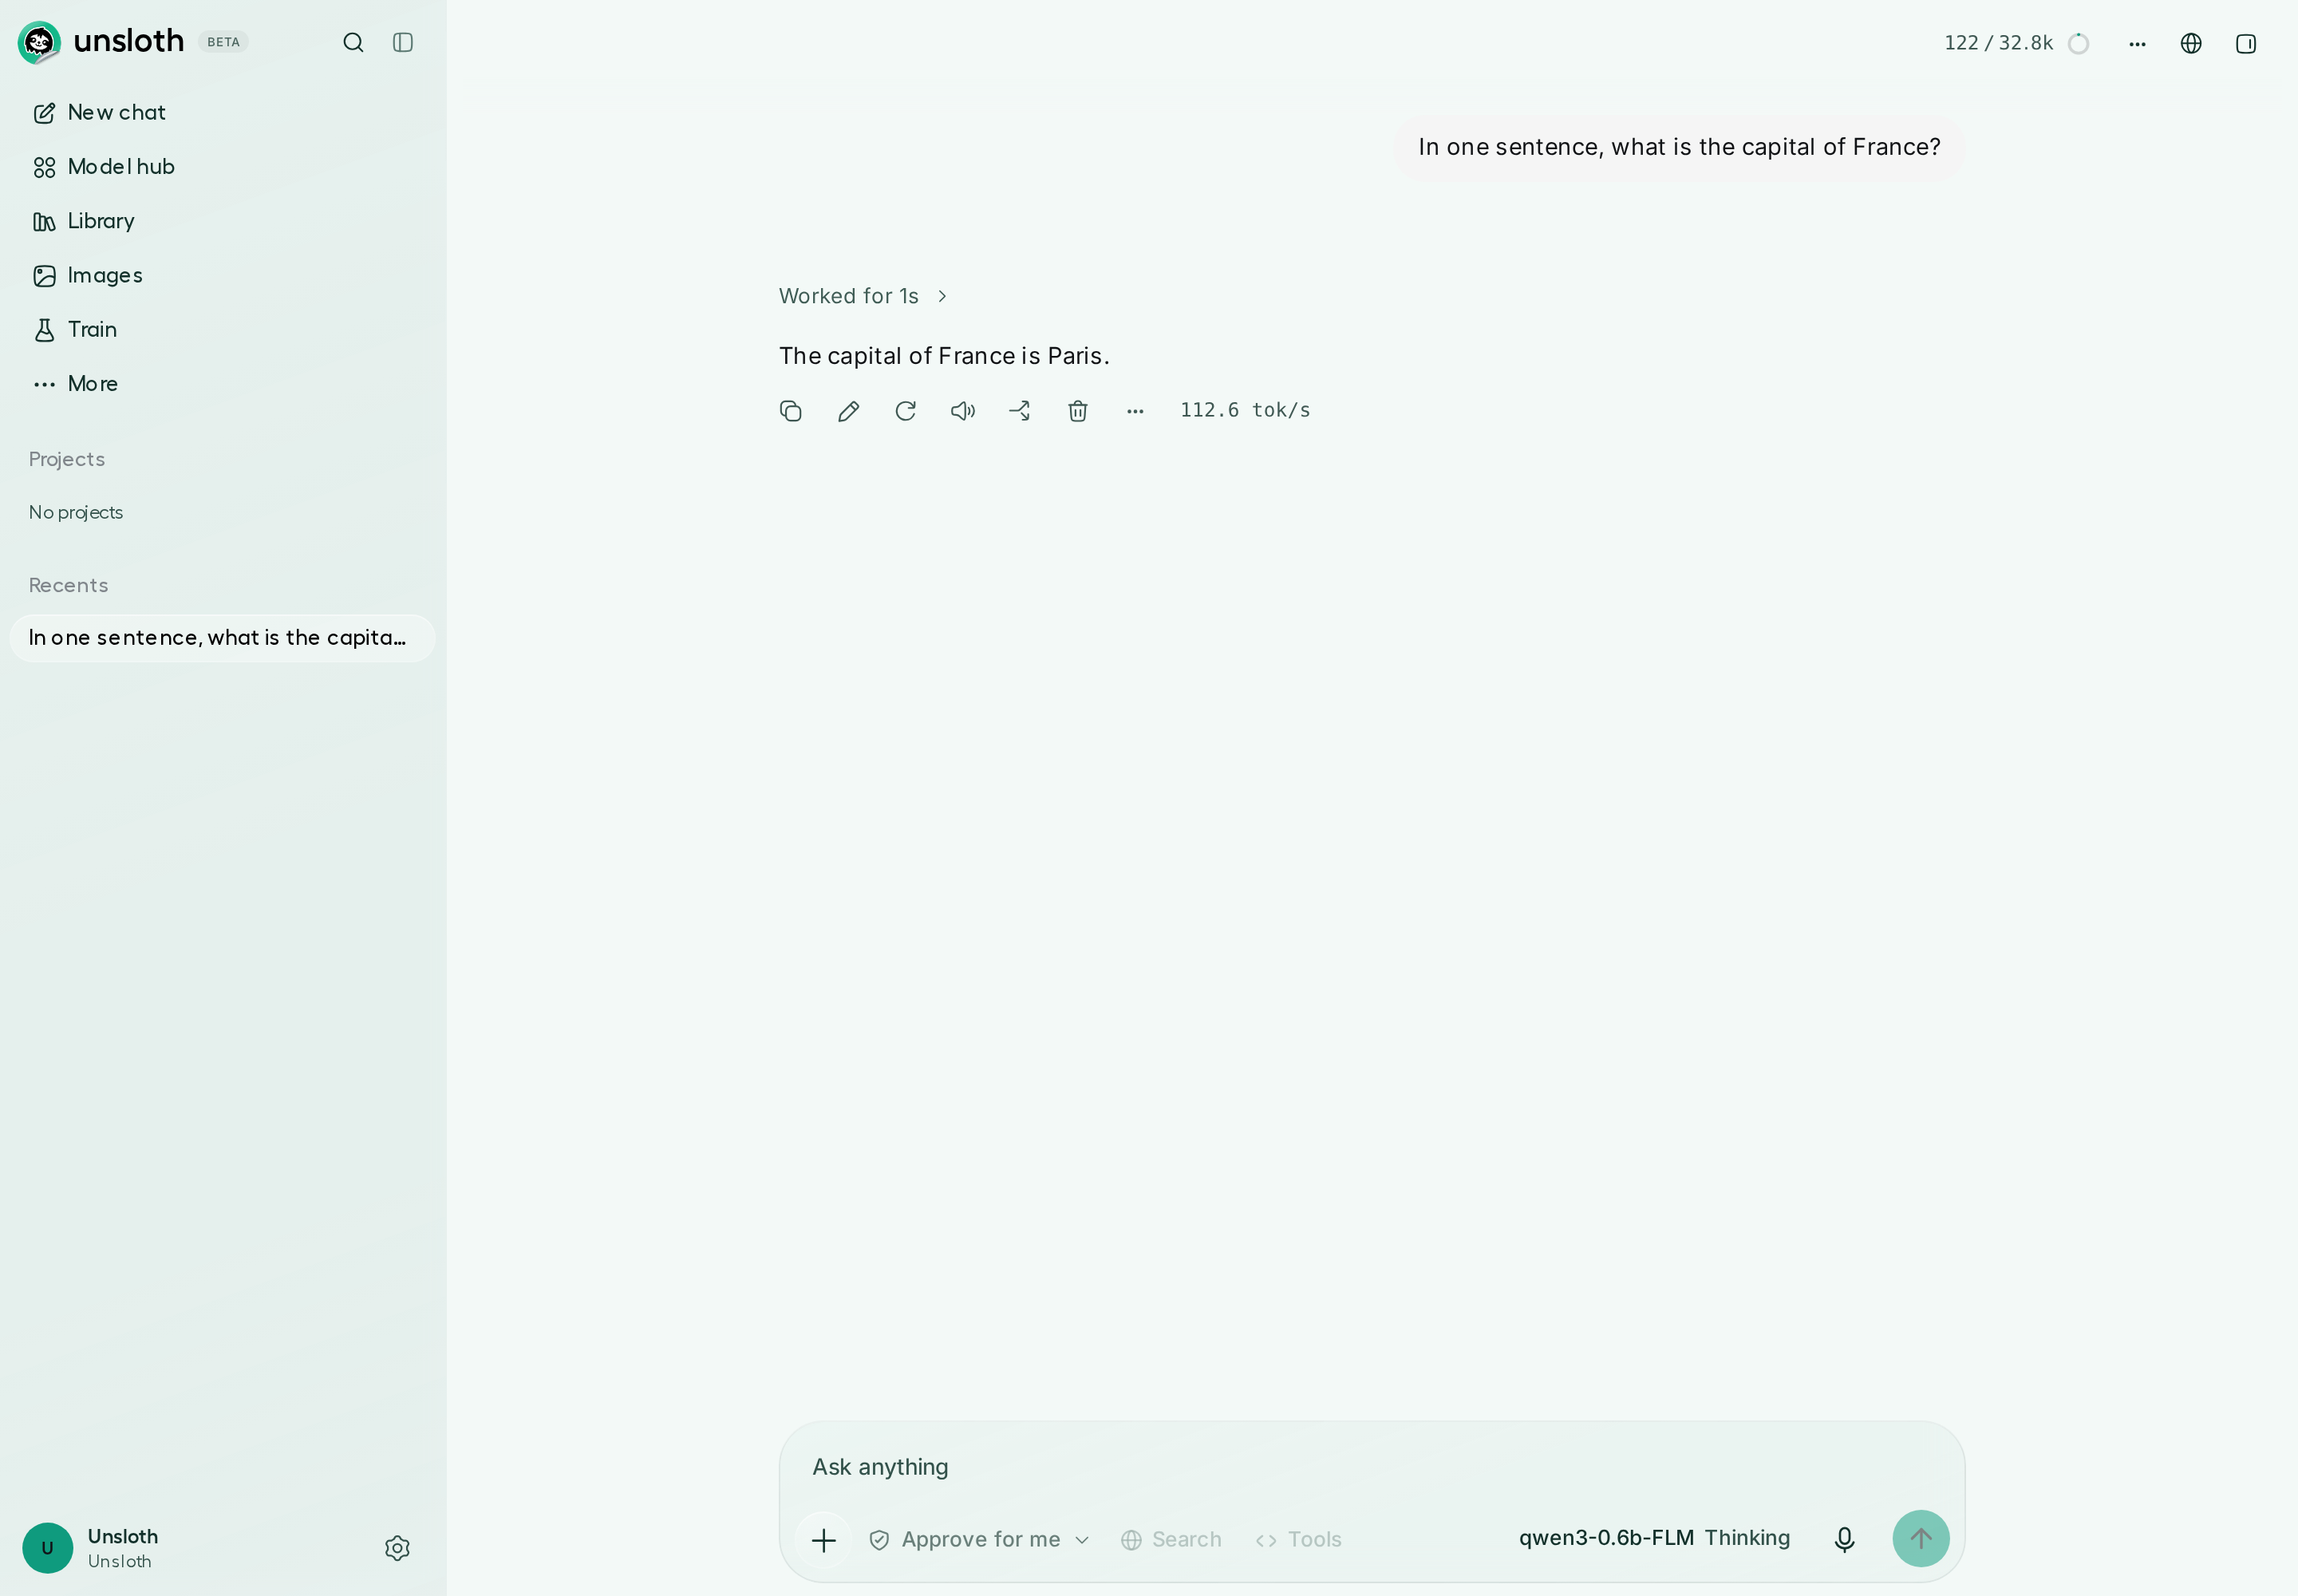 unsloth BETA
New chat
Model hub
Library
Images
Train
More
Projects
No projects
Recents
In one sentence, what is the capita...
U
Unsloth
Unsloth
122 / 32.8k
In one sentence, what is the capital of France?
Worked for 1s
The capital of France is Paris.
112.6 tok/s
Ask anything
Approve for me
Search
Tools
qwen3-0.6b-FLM Thinking